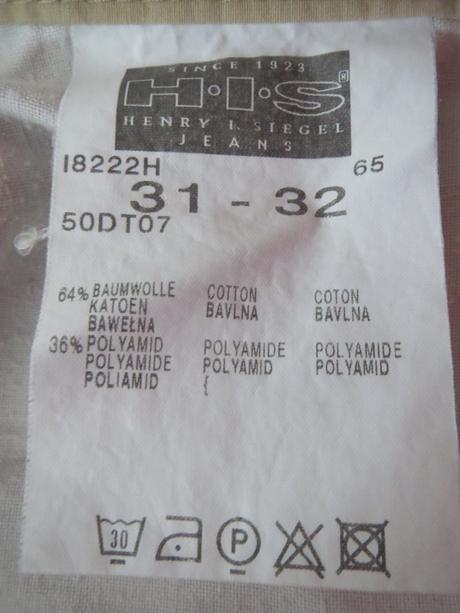 SINCE 1923
H·I·S®
HENRY I. SIEGEL
JEANS
I8222H 65
31 - 32
50DT07
64% BAUMWOLLE COTTON COTON
KATOEN BAVLNA BAVLNA
BAWEŁNA
36% POLYAMID POLYAMIDE POLYAMIDE
POLYAMIDE POLYAMID POLYAMID
POLIAMID {
30 P